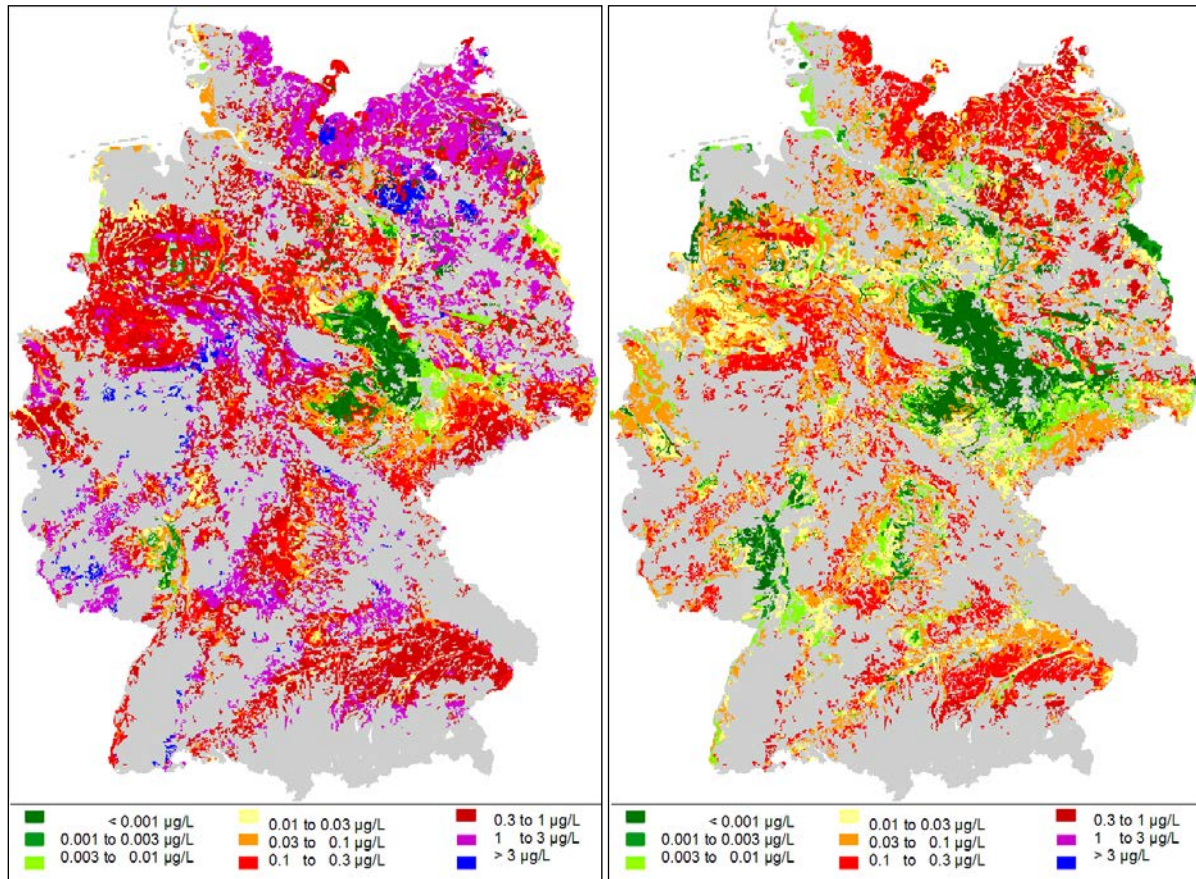 < 0.001 µg/L
0.001 to 0.003 µg/L
0.003 to 0.01 µg/L
0.01 to 0.03 µg/L
0.03 to 0.1 µg/L
0.1 to 0.3 µg/L
0.3 to 1 µg/L
1 to 3 µg/L
> 3 µg/L
< 0.001 µg/L
0.001 to 0.003 µg/L
0.003 to 0.01 µg/L
0.01 to 0.03 µg/L
0.03 to 0.1 µg/L
0.1 to 0.3 µg/L
0.3 to 1 µg/L
1 to 3 µg/L
> 3 µg/L